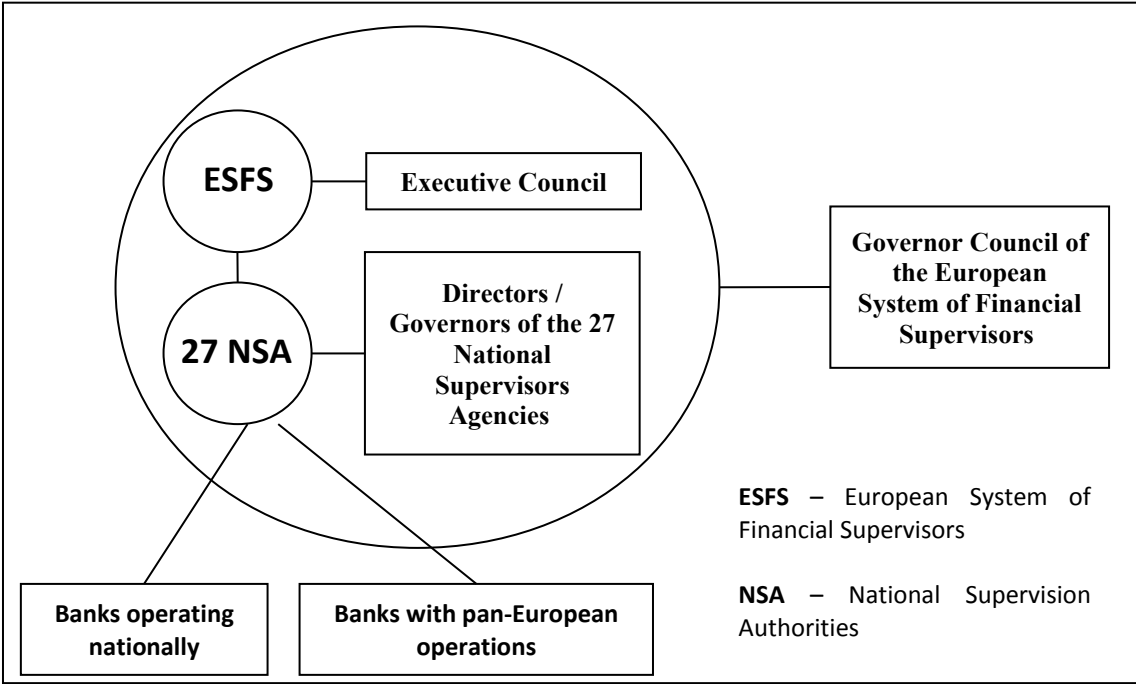 ESFS
Executive Council
Governor Council of
the European
System of Financial
Supervisors
27 NSA
Directors /
Governors of the 27
National
Supervisors
Agencies
ESFS – European System of
Financial Supervisors
NSA – National Supervision
Authorities
Banks operating
nationally
Banks with pan-European
operations